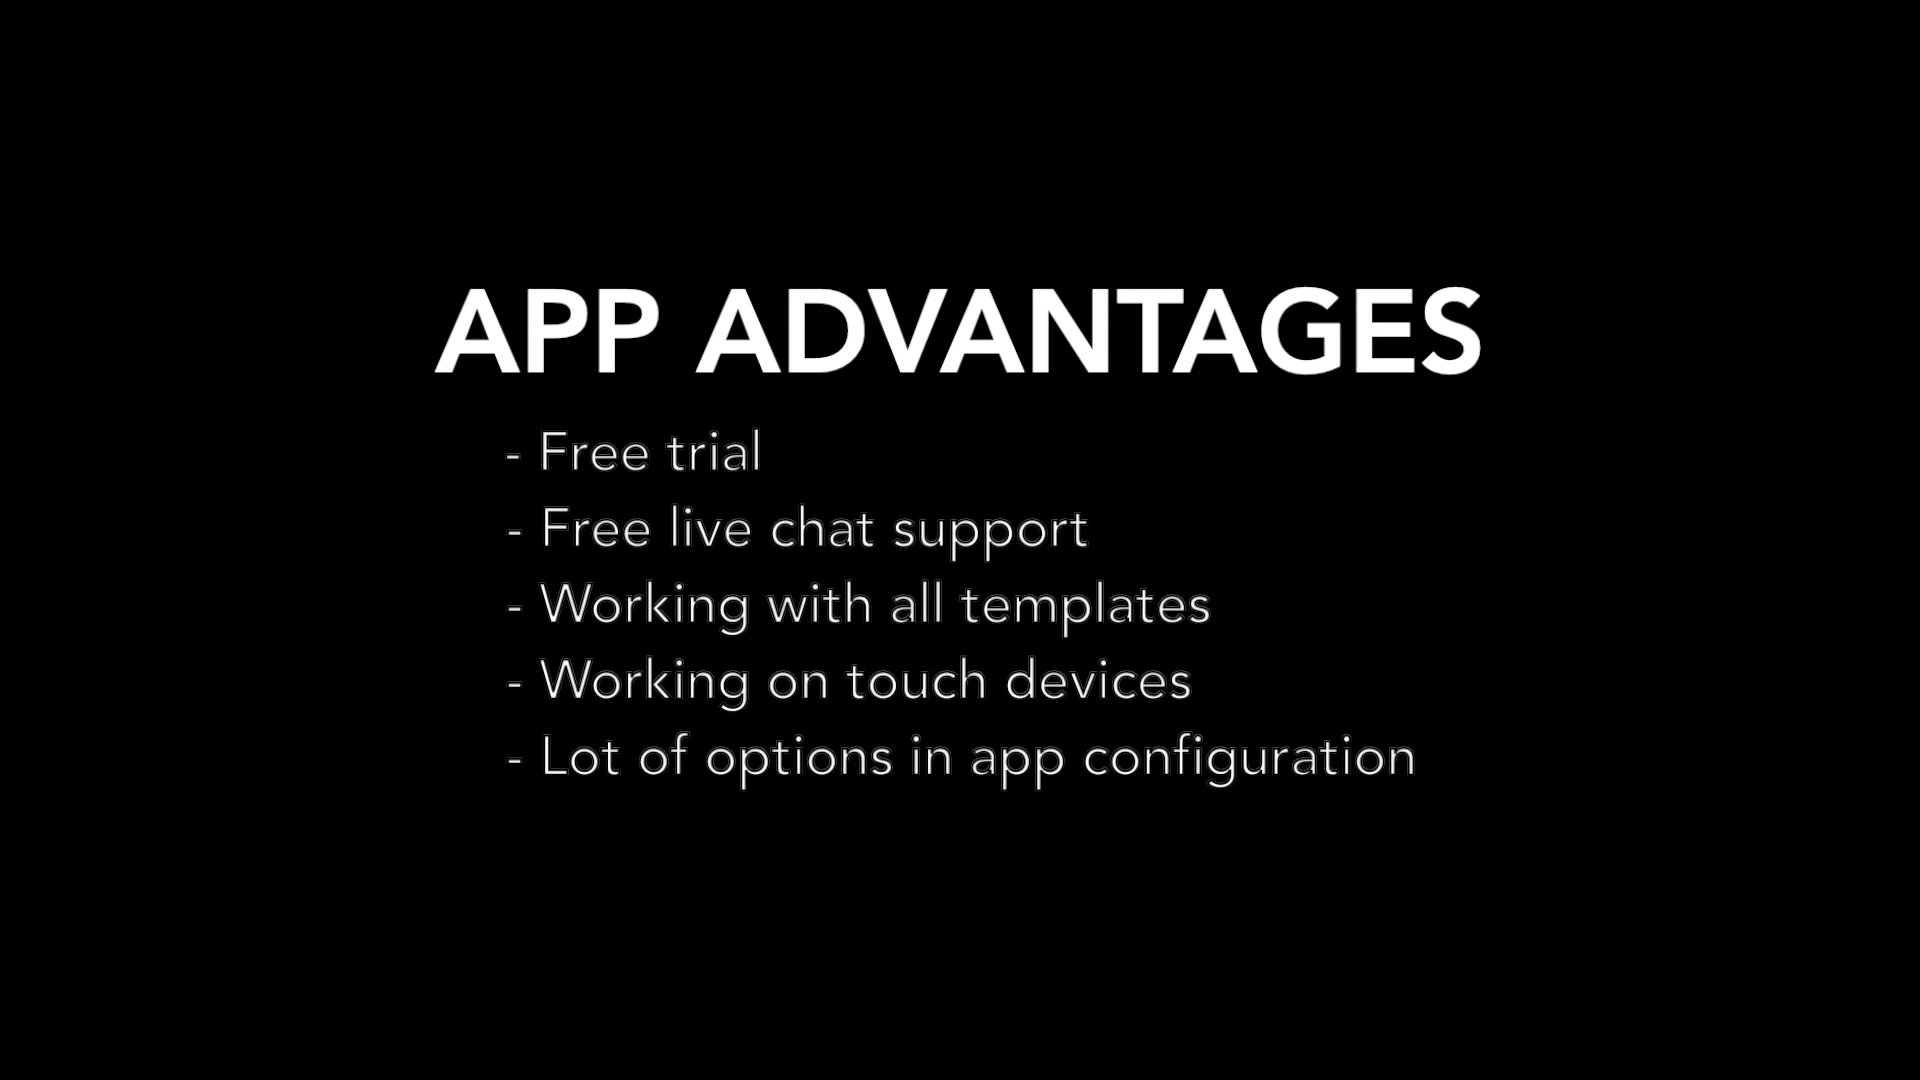 APP ADVANTAGES
- Free trial
- Free live chat support
- Working with all templates
- Working on touch devices
- Lot of options in app configuration